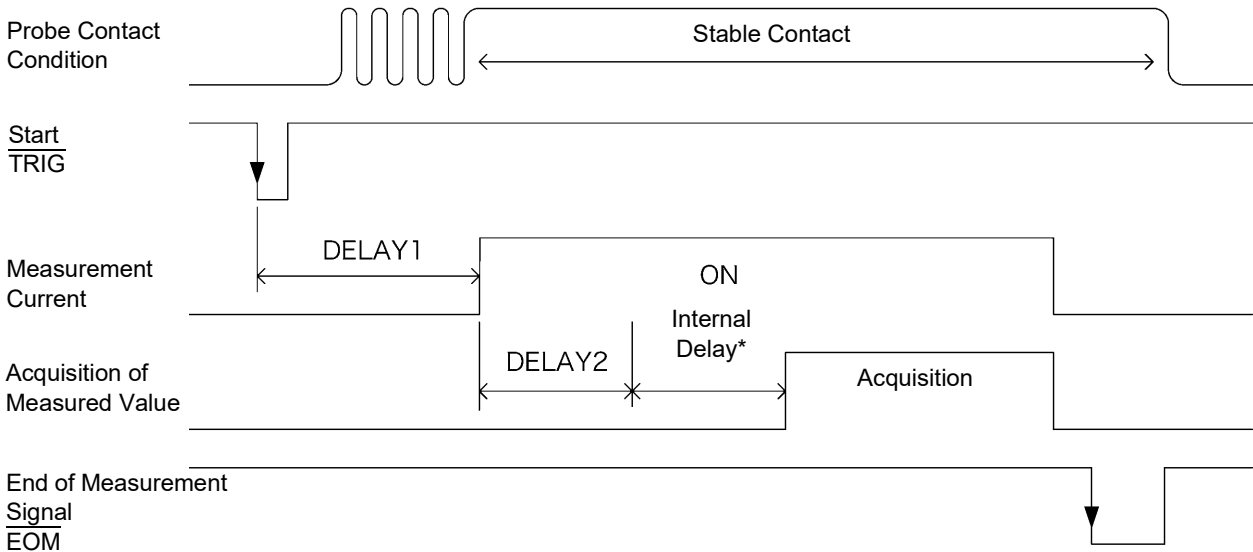 Probe Contact
Condition
Stable Contact
Start
TRIG
DELAY1
Measurement
Current
ON
Internal
Delay*
DELAY2
Acquisition of
Measured Value
Acquisition
End of Measurement
Signal
EOM